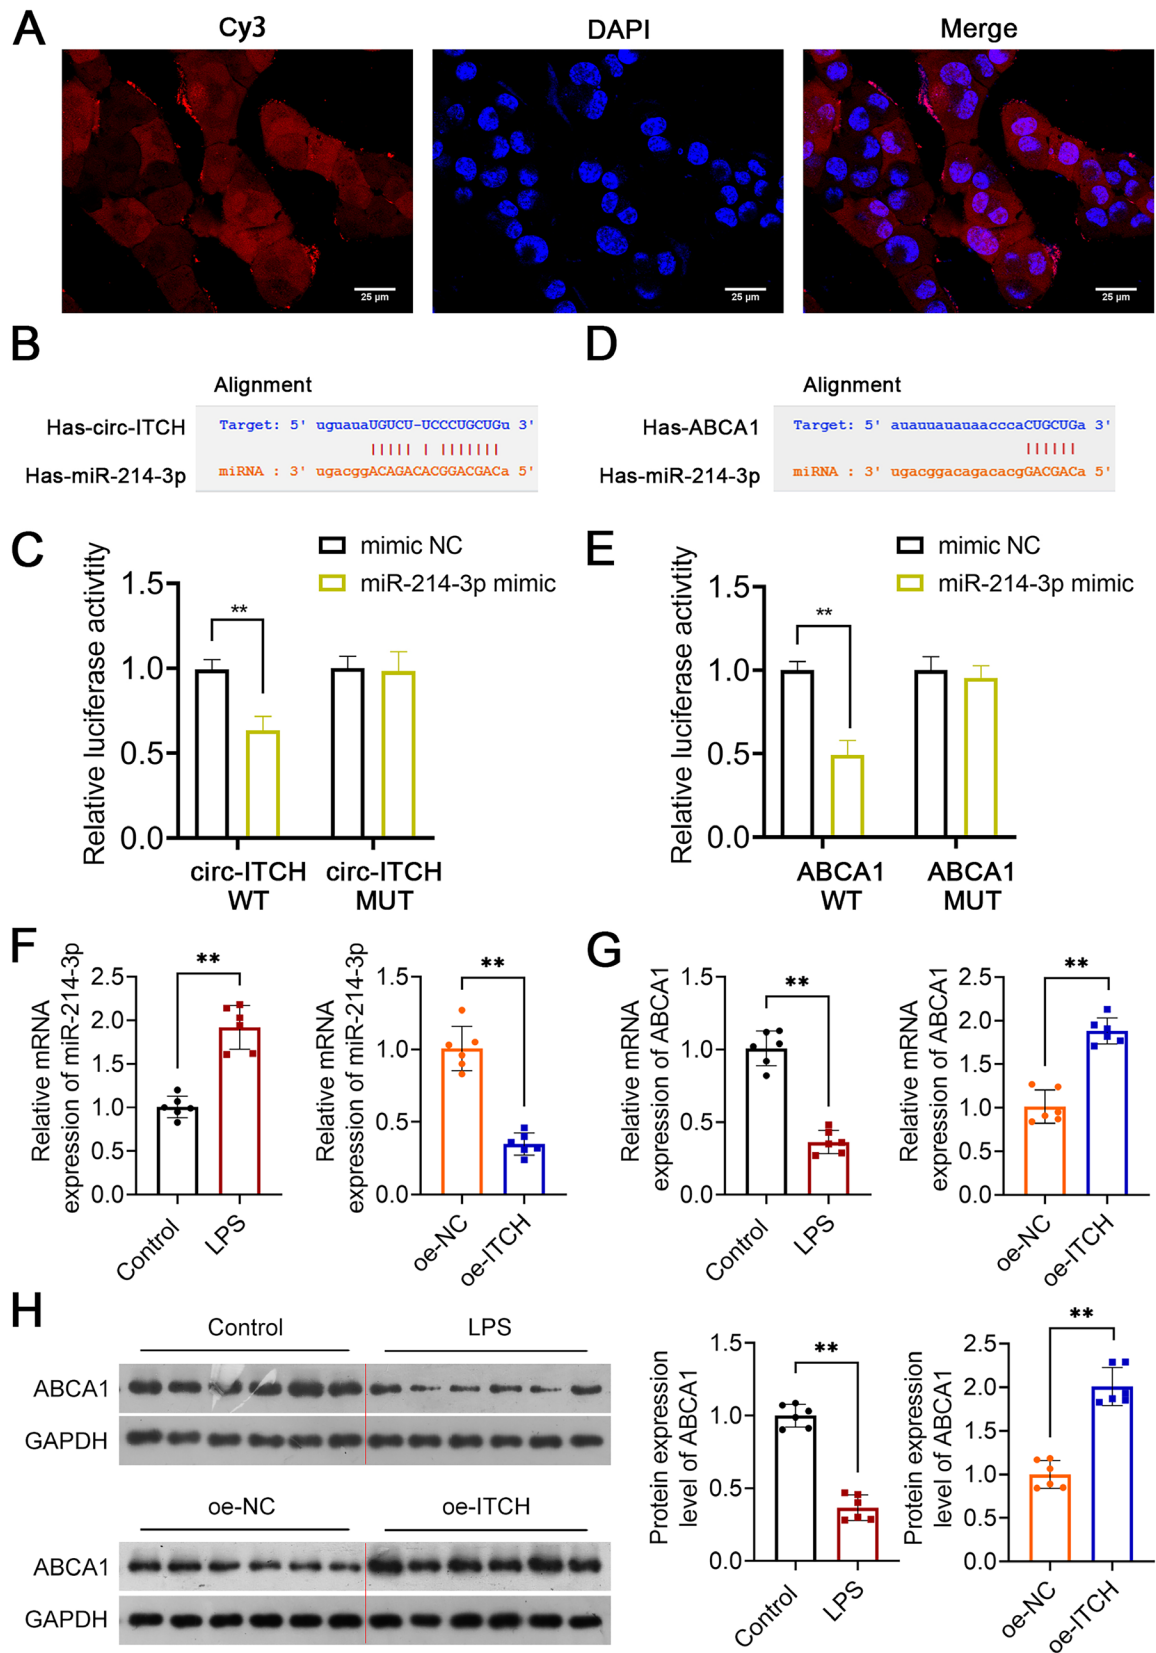 A
Cy3
DAPI
Merge
25 µm
25 µm
25 µm
B
Alignment
Has-circ-ITCH
Target: 5' uguauaUGUCU-UCCCUGCUGu 3'
Has-miR-214-3p
miRNA : 3' ugacggACAGACACGGACGACa 5'
D
Alignment
Has-ABCA1
Target: 5' auauuauauaacccaCUGCUGa 3'
Has-miR-214-3p
miRNA : 3' ugacggacagacacgGACGACa 5'
C
Relative luciferase activtity
mimic NC
miR-214-3p mimic
1.5
1.0
0.5
0.0
**
circ-ITCH
WT
circ-ITCH
MUT
E
Relative luciferase activtity
mimic NC
miR-214-3p mimic
1.5
1.0
0.5
0.0
**
ABCA1
WT
ABCA1
MUT
F
Relative mRNA
expression of miR-214-3p
2.5
2.0
1.5
1.0
0.5
0.0
**
Control
LPS
Relative mRNA
expression of miR-214-3p
1.5
1.0
0.5
0.0
**
oe-NC
oe-ITCH
G
Relative mRNA
expression of ABCA1
1.5
1.0
0.5
0.0
**
Control
LPS
Relative mRNA
expression of ABCA1
2.5
2.0
1.5
1.0
0.5
0.0
**
oe-NC
oe-ITCH
H
Control
LPS
ABCA1
GAPDH
oe-NC
oe-ITCH
ABCA1
GAPDH
Protein expression
level of ABCA1
1.5
1.0
0.5
0.0
**
Control
LPS
Protein expression
level of ABCA1
2.5
2.0
1.5
1.0
0.5
0.0
**
oe-NC
oe-ITCH